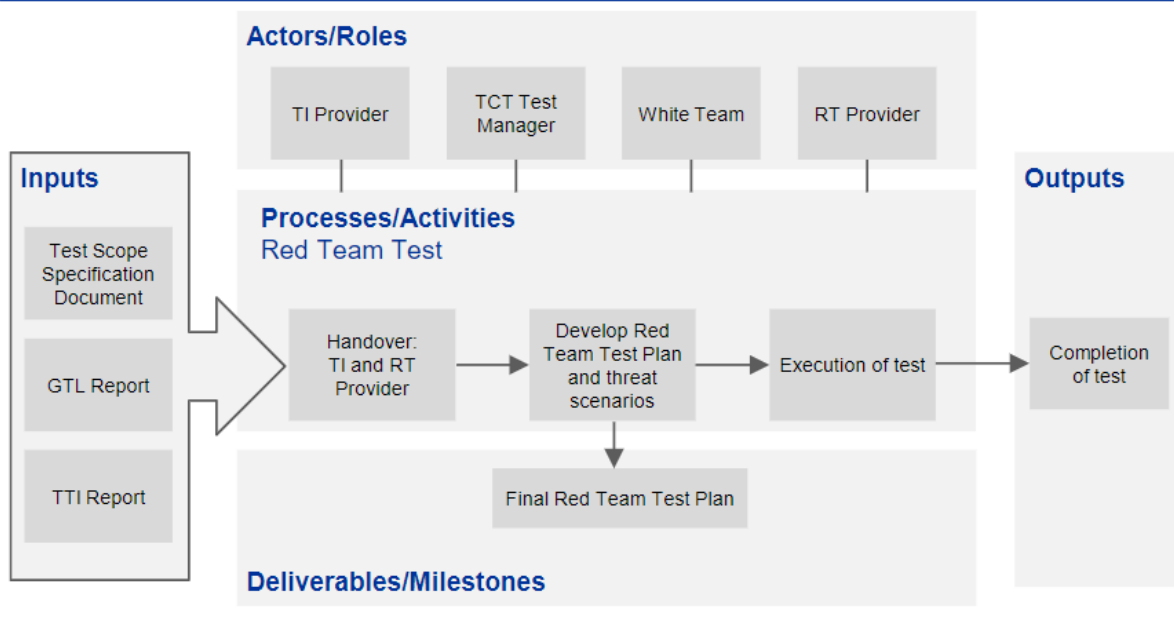 Actors/Roles
TI Provider
TCT Test
Manager
White Team
RT Provider
Inputs
Test Scope
Specification
Document
GTL Report
TTI Report
Processes/Activities
Red Team Test
Handover:
TI and RT
Provider
Develop Red
Team Test Plan
and threat
scenarios
Execution of test
Outputs
Completion
of test
Final Red Team Test Plan
Deliverables/Milestones